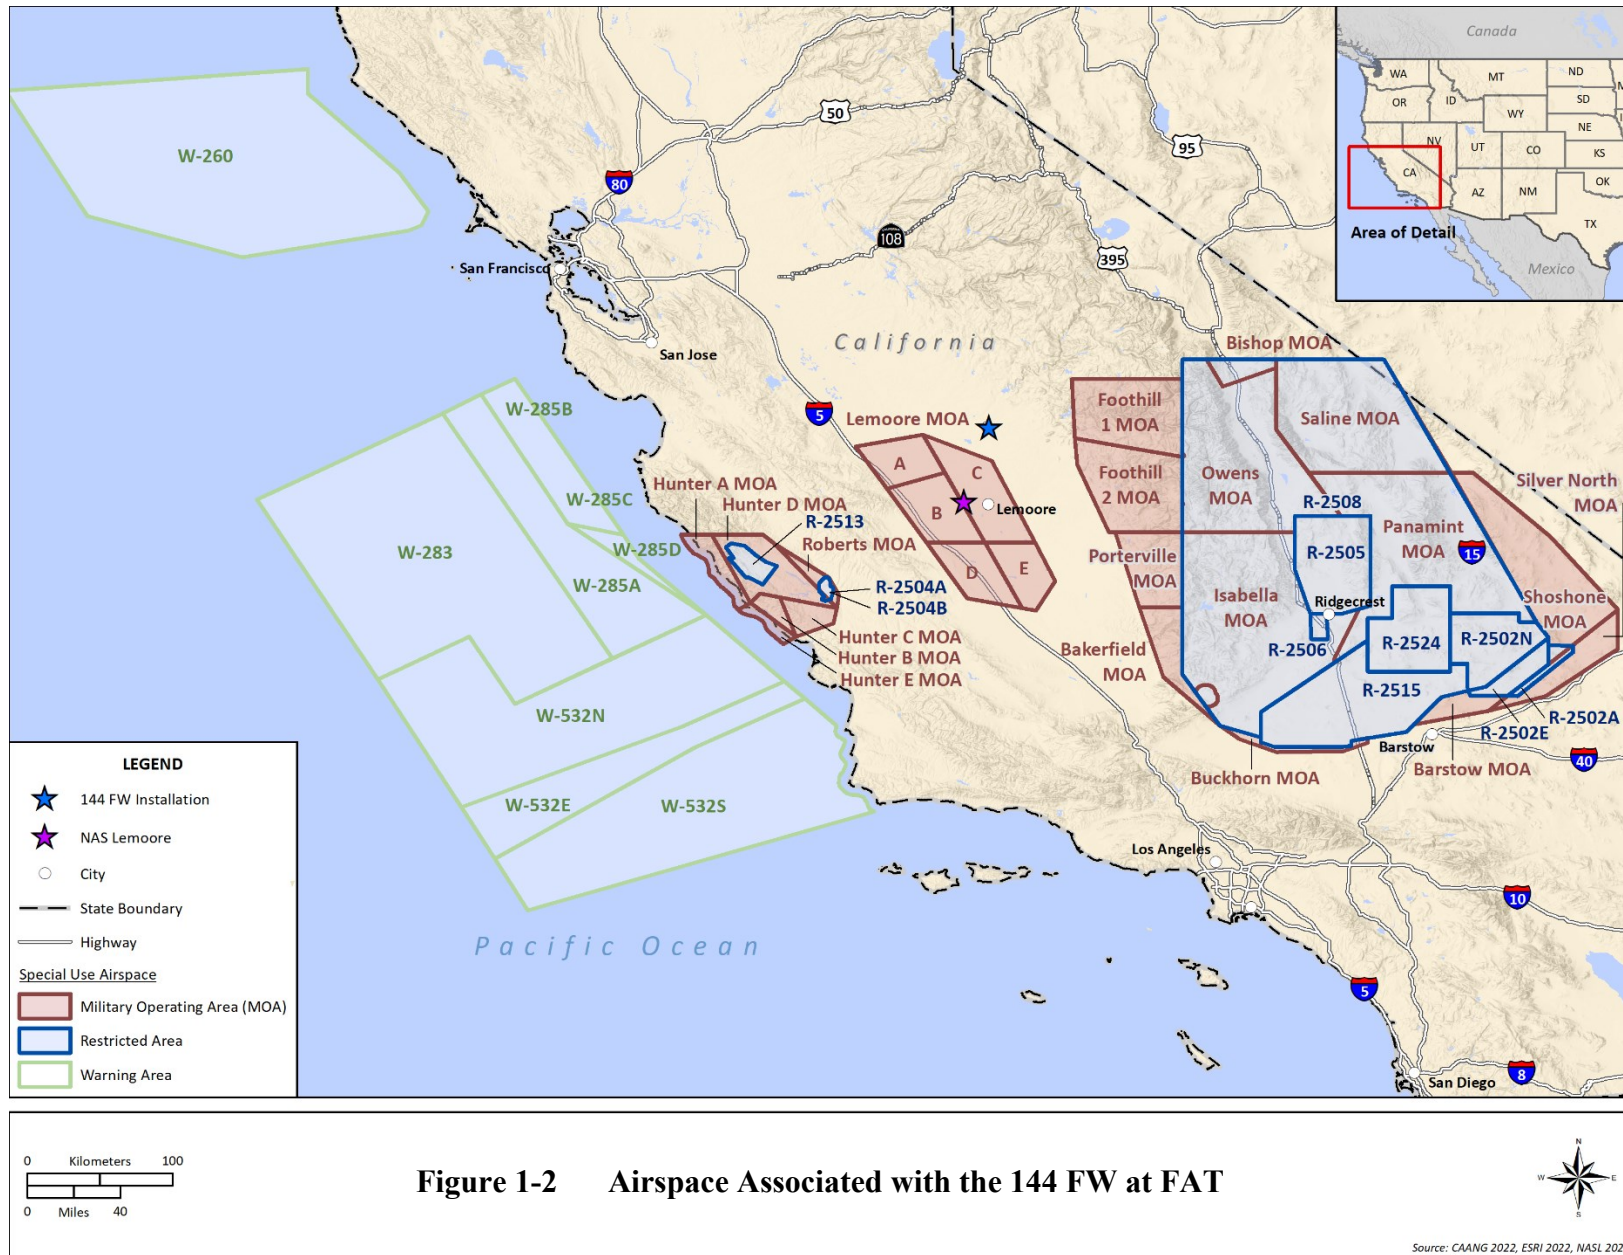 Canada
WA
MT
ND
OR
ID
SD
WY
NE
NV
UT
CO
KS
CA
AZ
NM
OK
TX
Area of Detail
Mexico
W-260
50
95
80
108
395
San Francisco
San Jose
California
Bishop MOA
5
Lemoore MOA
Foothill
1 MOA
Saline MOA
W-285B
A
C
B
Lemoore
D
E
Foothill
2 MOA
Owens
MOA
Silver North
MOA
R-2508
Panamint
MOA
15
R-2505
Hunter A MOA
Hunter D MOA
R-2513
Roberts MOA
W-285C
W-283
W-285D
W-285A
R-2504A
R-2504B
Porterville
MOA
Isabella
MOA
Ridgecrest
Shoshone
MOA
Hunter C MOA
Hunter B MOA
Hunter E MOA
Bakerfield
MOA
R-2506
R-2524
R-2502N
R-2515
R-2502A
R-2502E
W-532N
Barstow
40
Buckhorn MOA
Barstow MOA
W-532E
W-532S
Los Angeles
10
Pacific Ocean
5
San Diego
8
LEGEND
144 FW Installation
NAS Lemoore
City
State Boundary
Highway
Special Use Airspace
Military Operating Area (MOA)
Restricted Area
Warning Area
0 Kilometers 100
0 Miles 40
Figure 1-2 Airspace Associated with the 144 FW at FAT
N
W
E
S
Source: CAANG 2022, ESRI 2022, NASL 202